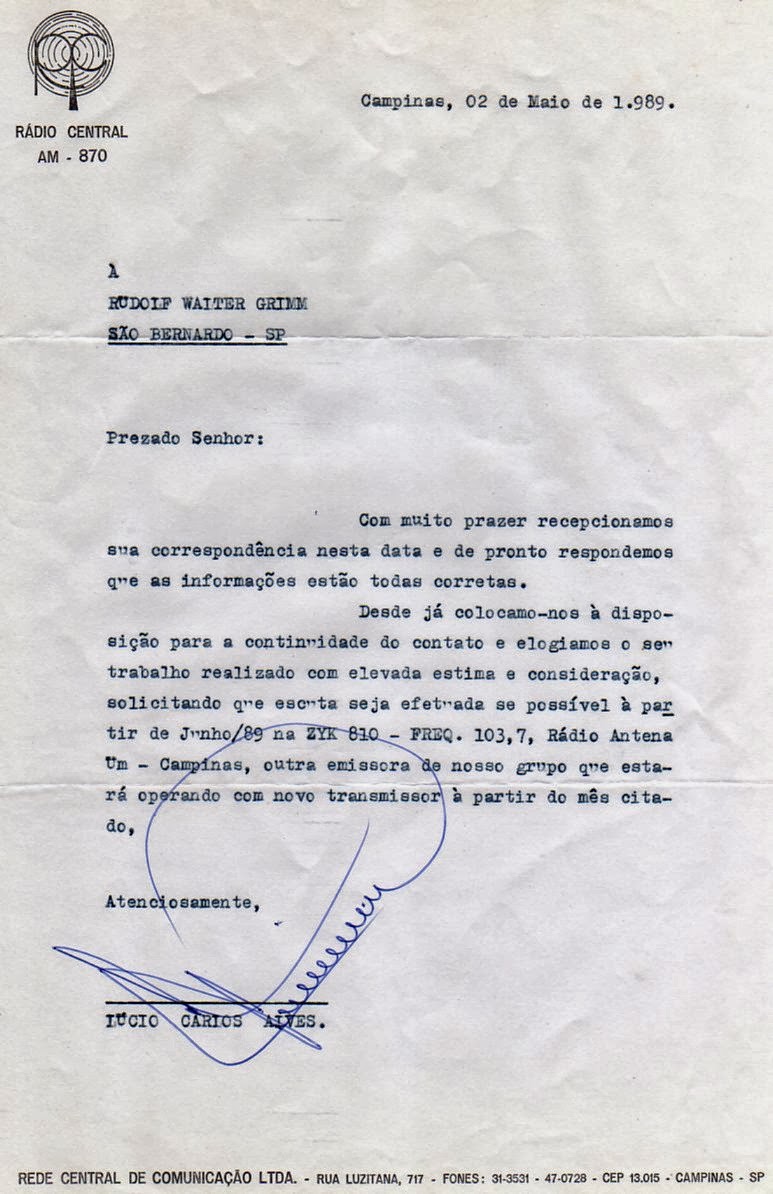 RÁDIO CENTRAL
AM - 870
Campinas, 02 de Maio de 1.989.
À
RUDOLF WALTER GRIMM
SÃO BERNARDO - SP
Prezado Senhor:
Com muito prazer recepcionamos
sua correspondência nesta data e de pronto respondemos
que as informações estão todas corretas.
Desde já colocamo-nos à dispo-
sição para a continuidade do contato e elogiamos o seu
trabalho realizado com elevada estima e consideração,
solicitando que escuta seja efetuada se possível à par
tir de Junho/89 na ZYK 810 - FREQ. 103,7, Rádio Antena
Um - Campinas, outra emissora de nosso grupo que esta-
rá operando com novo transmissor à partir do mês cita-
do,
Atenciosamente,
LÚCIO CARLOS ALVES.
REDE CENTRAL DE COMUNICAÇÃO LTDA. - RUA LUZITANA, 717 - FONES: 31-3531 - 47-0728 - CEP 13.015 - CAMPINAS - SP